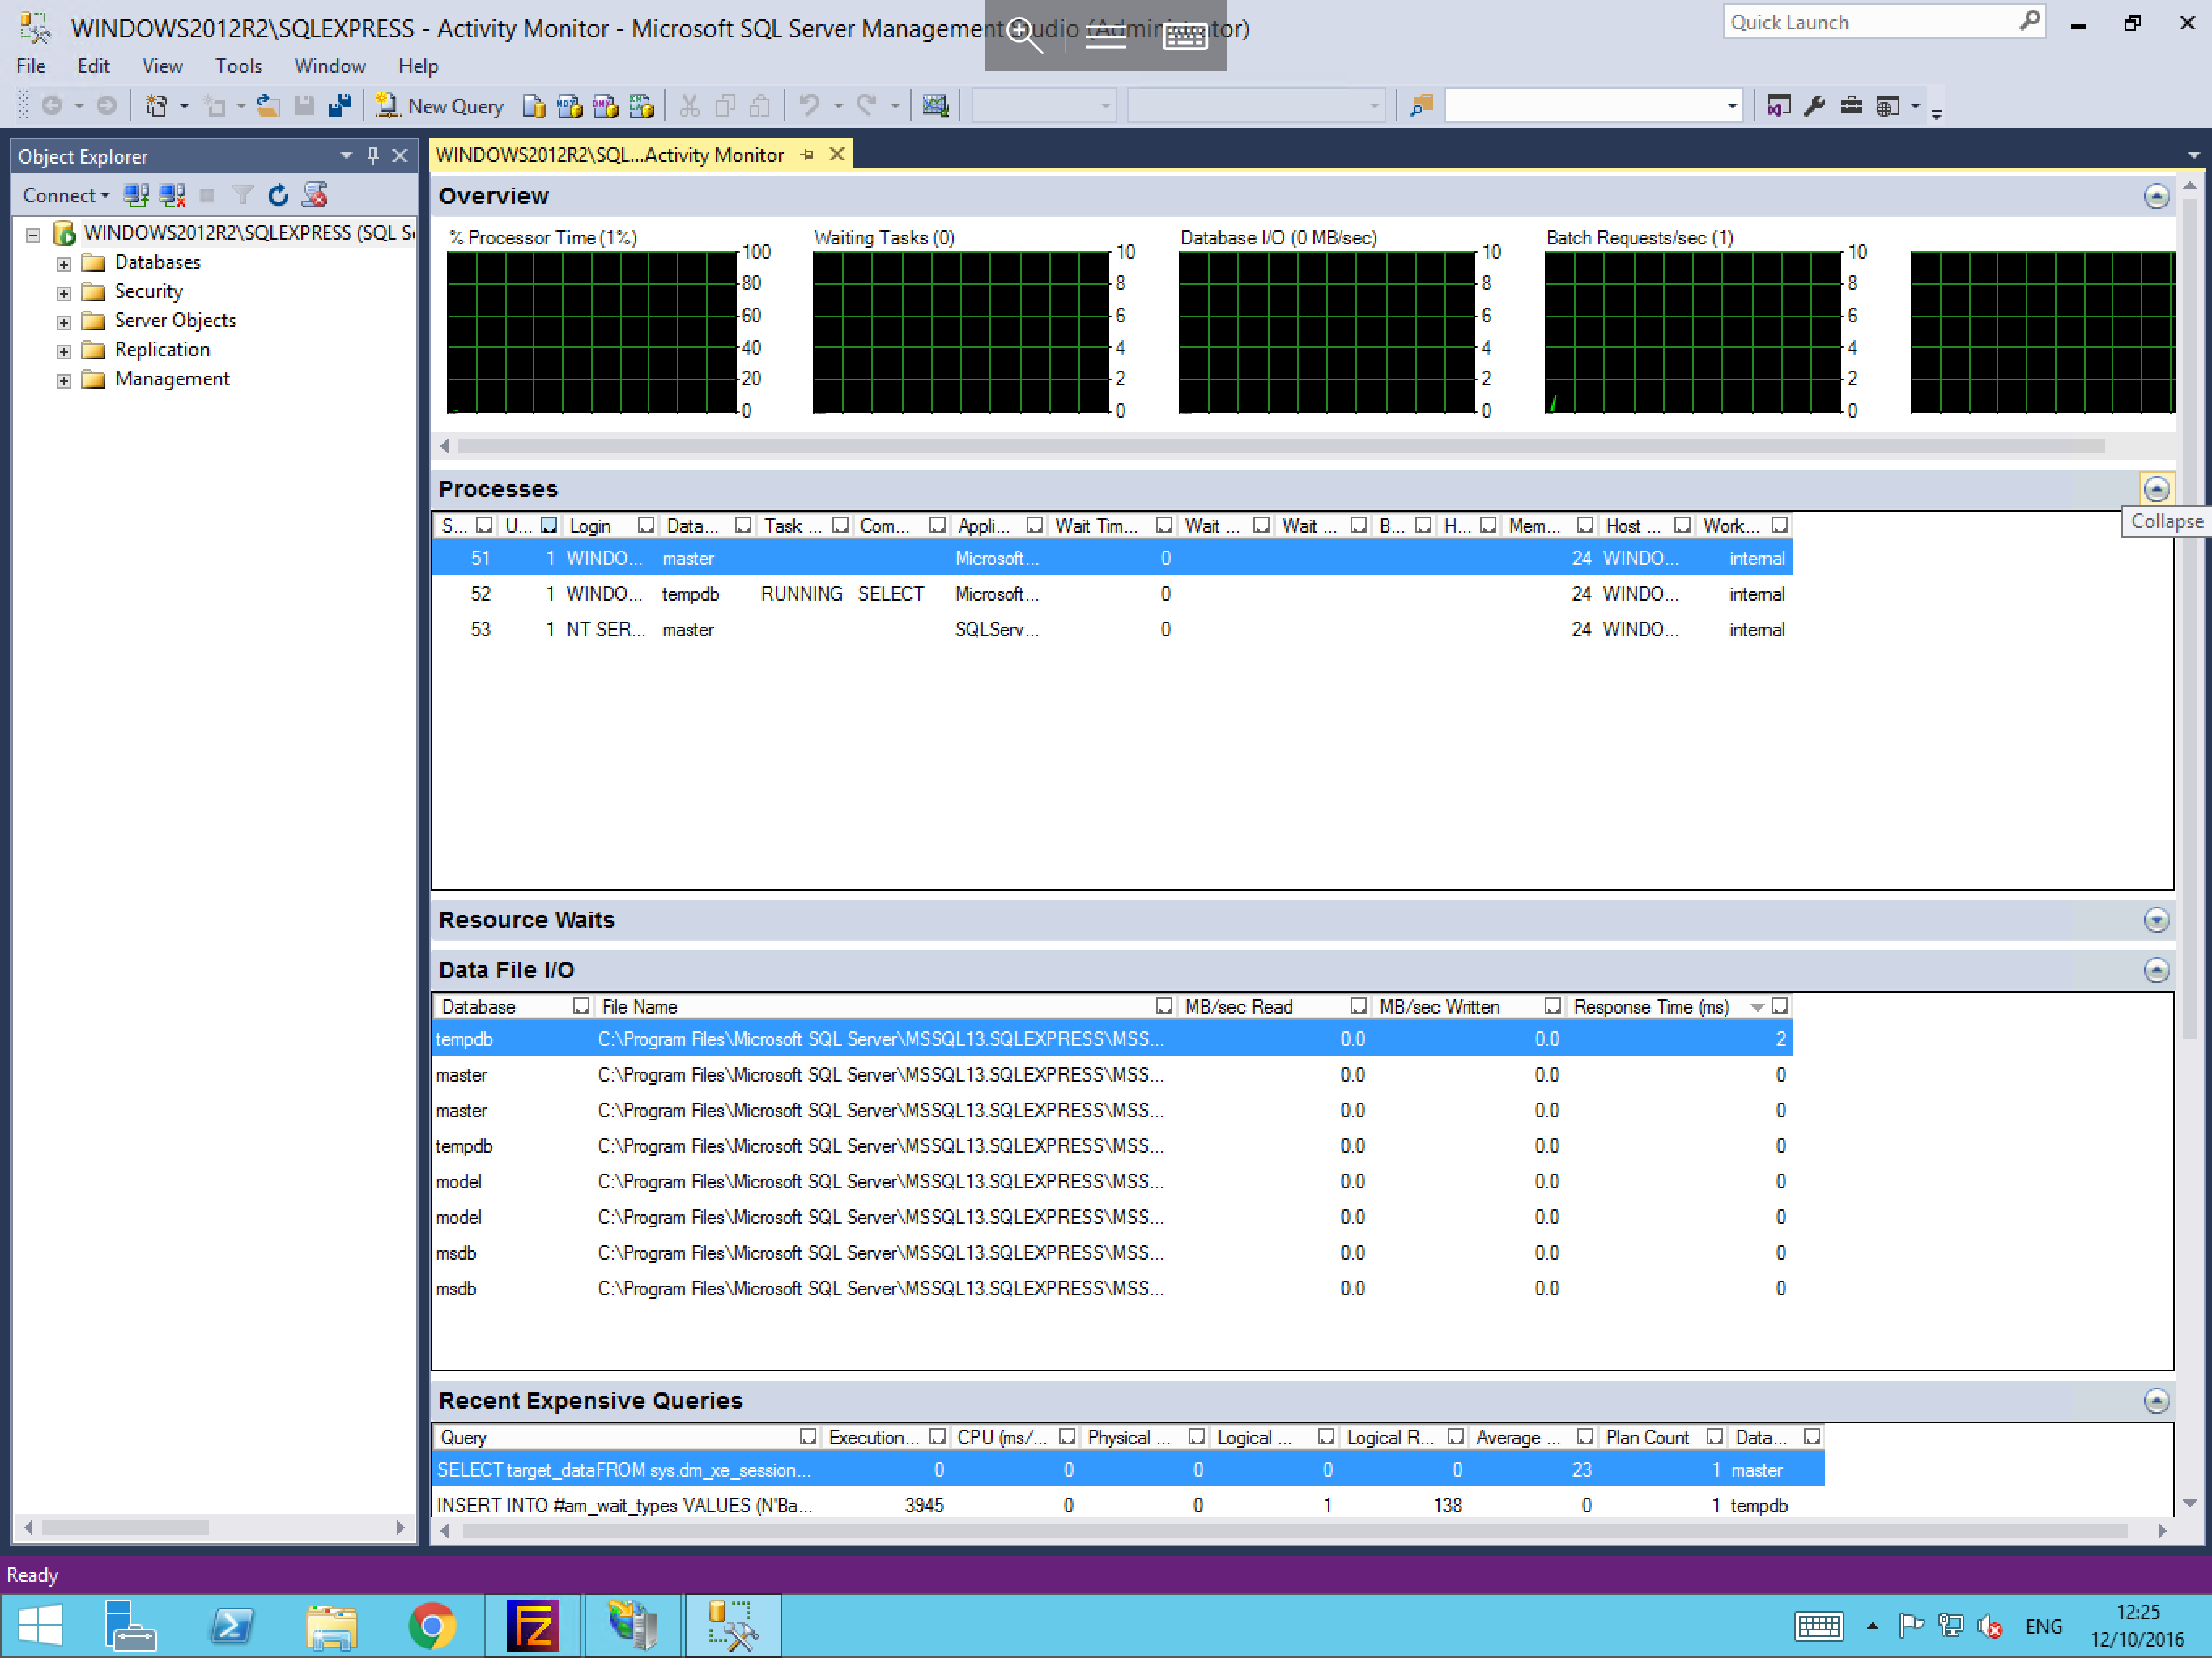 WINDOWS2012R2\SQLEXPRESS - Activity Monitor - Microsoft SQL Server Management Studio (Administrator)
Quick Launch
File Edit View Tools Window Help
New Query
Object Explorer
WINDOWS2012R2\SQL...Activity Monitor
Connect
WINDOWS2012R2\SQLEXPRESS (SQL S
Databases
Security
Server Objects
Replication
Management
Overview
% Processor Time (1%)
100
80
60
40
20
0
Waiting Tasks (0)
10
8
6
4
2
0
Database I/O (0 MB/sec)
10
8
6
4
2
0
Batch Requests/sec (1)
10
8
6
4
2
0
Processes
Collapse
S... U... Login Data... Task ... Com... Appli... Wait Tim... Wait ... Wait ... B... H... Mem... Host ... Work...
51 1 WINDO... master Microsoft... 0 24 WINDO... internal
52 1 WINDO... tempdb RUNNING SELECT Microsoft... 0 24 WINDO... internal
53 1 NT SER... master SQLServ... 0 24 WINDO... internal
Resource Waits
Data File I/O
Database File Name MB/sec Read MB/sec Written Response Time (ms)
tempdb C:\Program Files\Microsoft SQL Server\MSSQL13.SQLEXPRESS\MSS... 0.0 0.0 2
master C:\Program Files\Microsoft SQL Server\MSSQL13.SQLEXPRESS\MSS... 0.0 0.0 0
master C:\Program Files\Microsoft SQL Server\MSSQL13.SQLEXPRESS\MSS... 0.0 0.0 0
tempdb C:\Program Files\Microsoft SQL Server\MSSQL13.SQLEXPRESS\MSS... 0.0 0.0 0
model C:\Program Files\Microsoft SQL Server\MSSQL13.SQLEXPRESS\MSS... 0.0 0.0 0
model C:\Program Files\Microsoft SQL Server\MSSQL13.SQLEXPRESS\MSS... 0.0 0.0 0
msdb C:\Program Files\Microsoft SQL Server\MSSQL13.SQLEXPRESS\MSS... 0.0 0.0 0
msdb C:\Program Files\Microsoft SQL Server\MSSQL13.SQLEXPRESS\MSS... 0.0 0.0 0
Recent Expensive Queries
Query Execution... CPU (ms/... Physical ... Logical ... Logical R... Average ... Plan Count Data...
SELECT target_dataFROM sys.dm_xe_session... 0 0 0 0 0 23 1 master
INSERT INTO #am_wait_types VALUES (N'Ba... 3945 0 0 1 138 0 1 tempdb
Ready
ENG
12:25
12/10/2016